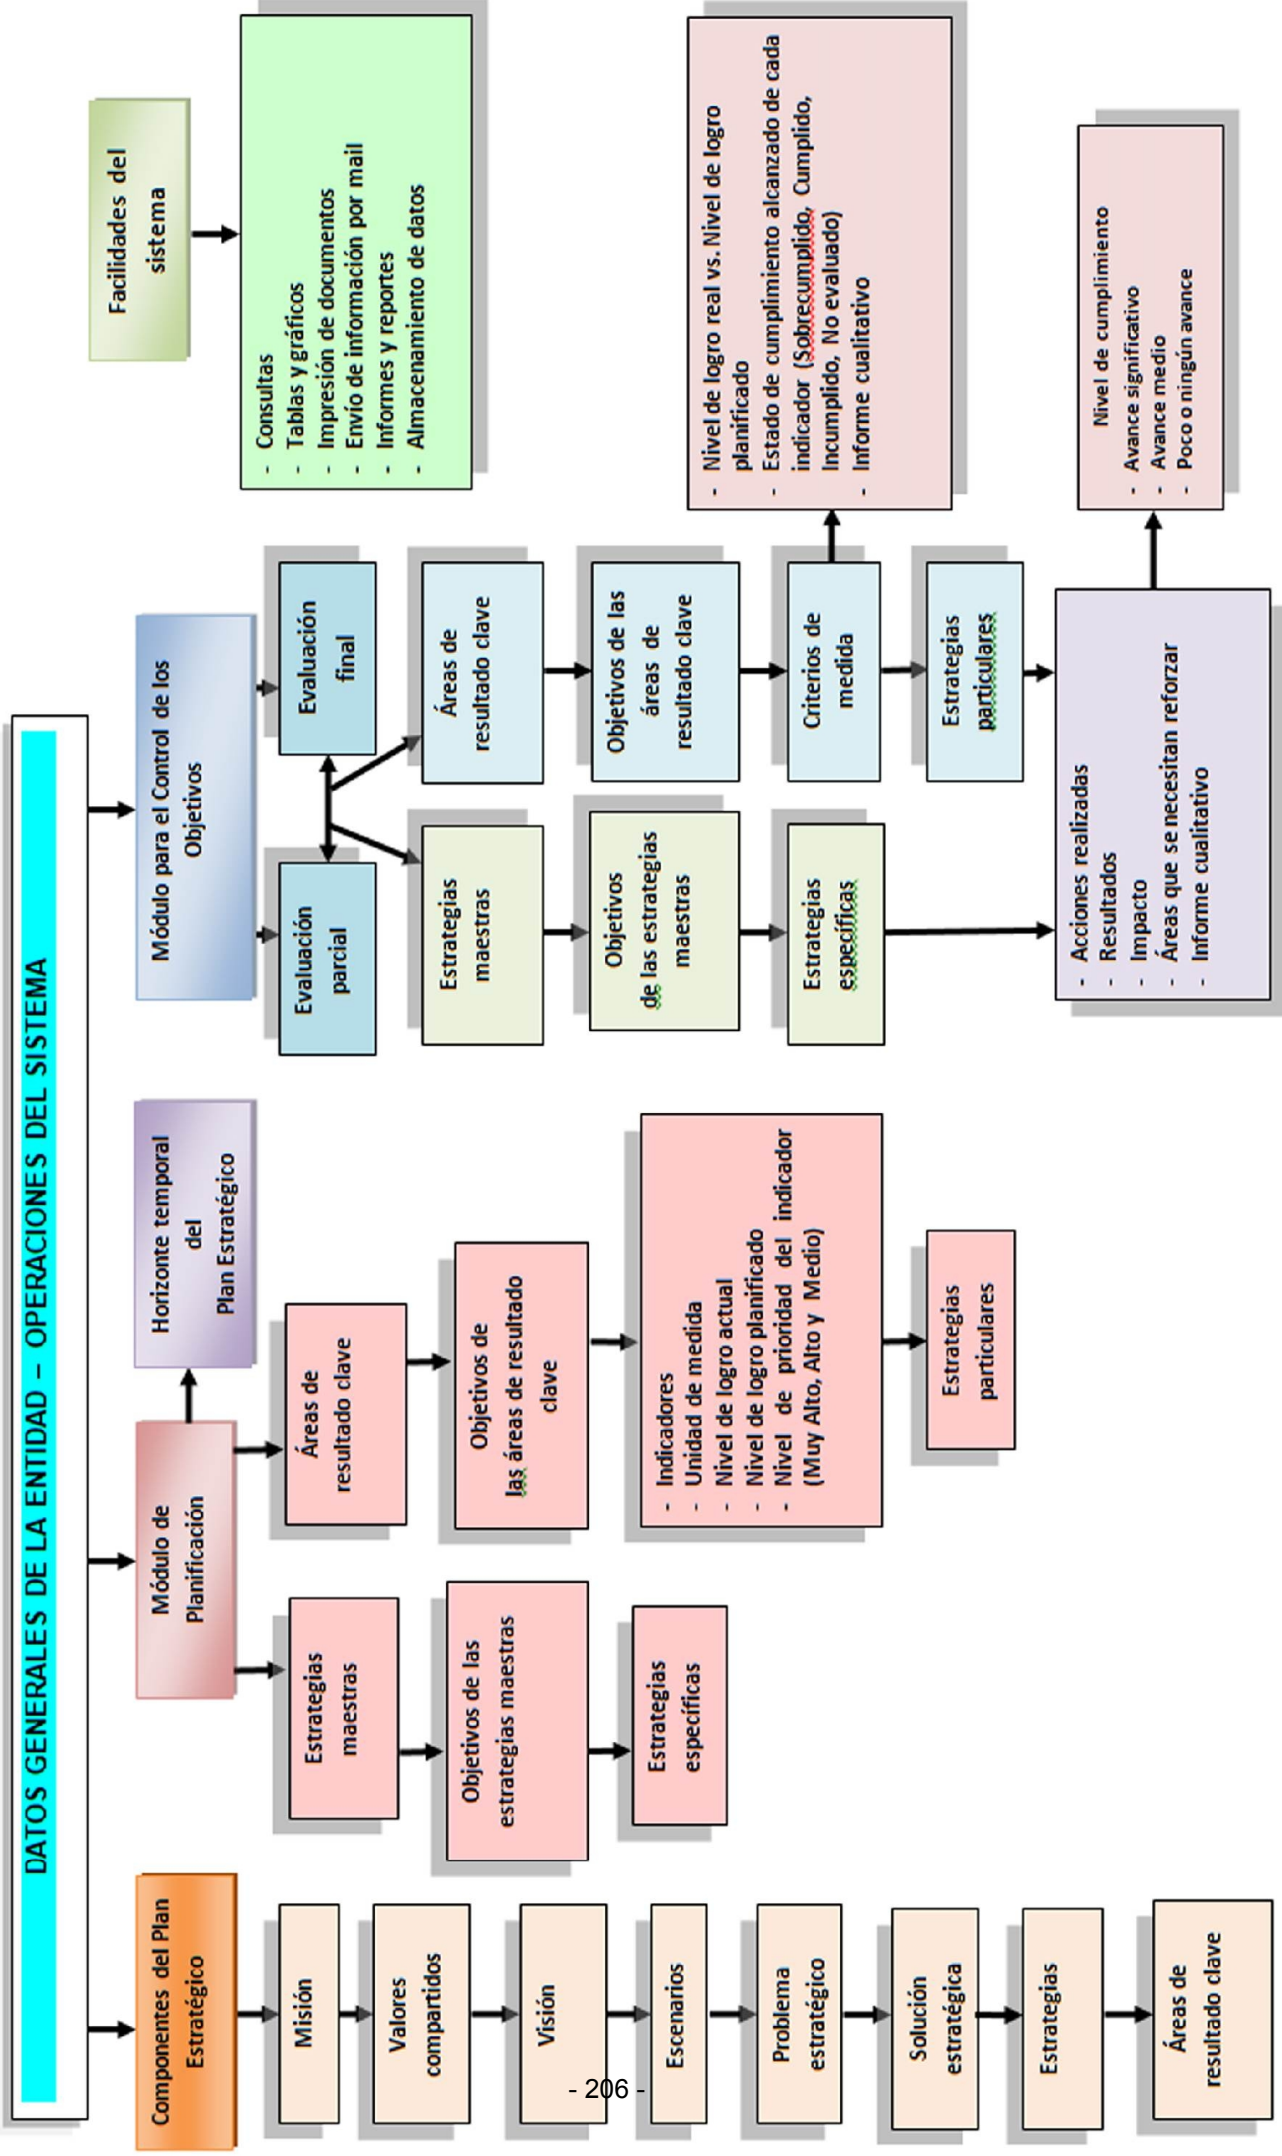 DATOS GENERALES DE LA ENTIDAD – OPERACIONES DEL SISTEMA
Componentes del Plan
Estratégico
Misión
Valores
compartidos
Visión
Escenarios
Problema
estratégico
Solución
estratégica
Estrategias
Áreas de
resultado clave
Módulo de
Planificación
Horizonte temporal
del
Plan Estratégico
Estrategias
maestras
Objetivos de las
estrategias maestras
Estrategias
específicas
Áreas de
resultado clave
Objetivos de
las áreas de resultado
clave
- Indicadores
- Unidad de medida
- Nivel de logro actual
- Nivel de logro planificado
- Nivel de prioridad del indicador
(Muy Alto, Alto y Medio)
Estrategias
particulares
Módulo para el Control de los
Objetivos
Evaluación
parcial
Evaluación
final
Estrategias
maestras
Objetivos
de las estrategias
maestras
Estrategias
específicas
Áreas de
resultado clave
Objetivos de las
áreas de
resultado clave
Criterios de
medida
Estrategias
particulares
- Acciones realizadas
- Resultados
- Impacto
- Áreas que se necesitan reforzar
- Informe cualitativo
Facilidades del
sistema
- Consultas
- Tablas y gráficos
- Impresión de documentos
- Envío de información por mail
- Informes y reportes
- Almacenamiento de datos
- Nivel de logro real vs. Nivel de logro
planificado
- Estado de cumplimiento alcanzado de cada
indicador (Sobrecumplido, Cumplido,
Incumplido, No evaluado)
- Informe cualitativo
Nivel de cumplimiento
- Avance significativo
- Avance medio
- Poco o ningún avance
- 206 -